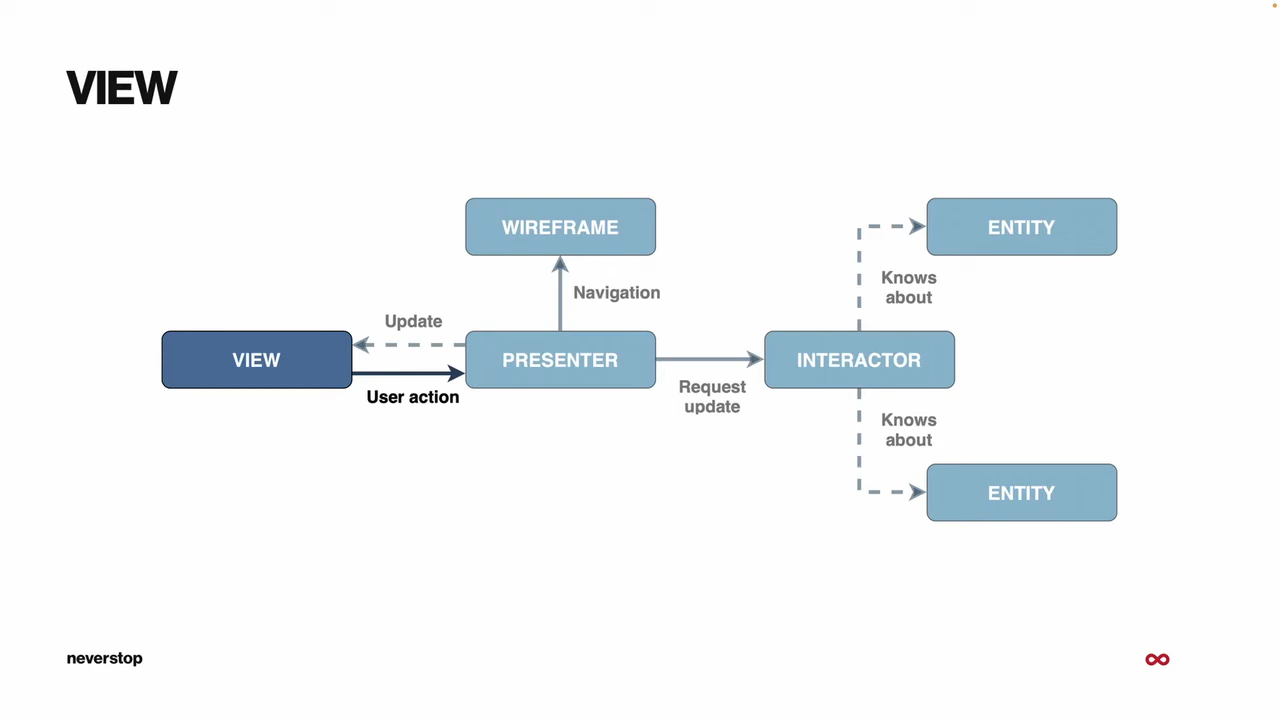 VIEW
WIREFRAME
ENTITY
Navigation
Knows
about
Update
VIEW
PRESENTER
INTERACTOR
User action
Request
update
Knows
about
ENTITY
neverstop